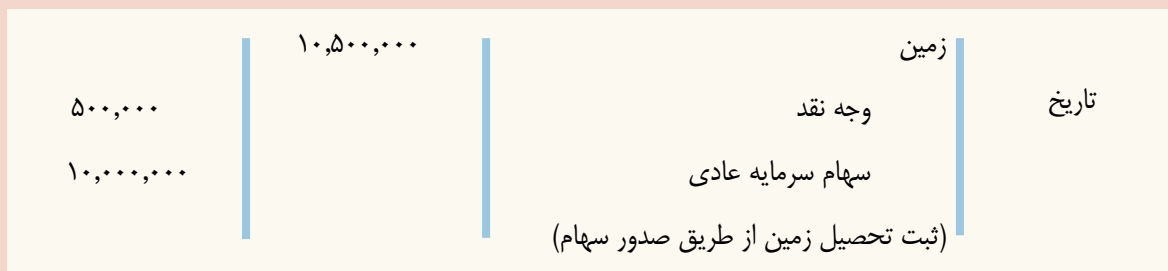 زمین ۱۰,۵۰۰,۰۰۰
تاریخ
وجه نقد ۵۰۰,۰۰۰
سهام سرمایه عادی ۱۰,۰۰۰,۰۰۰
(ثبت تحصیل زمین از طریق صدور سهام)